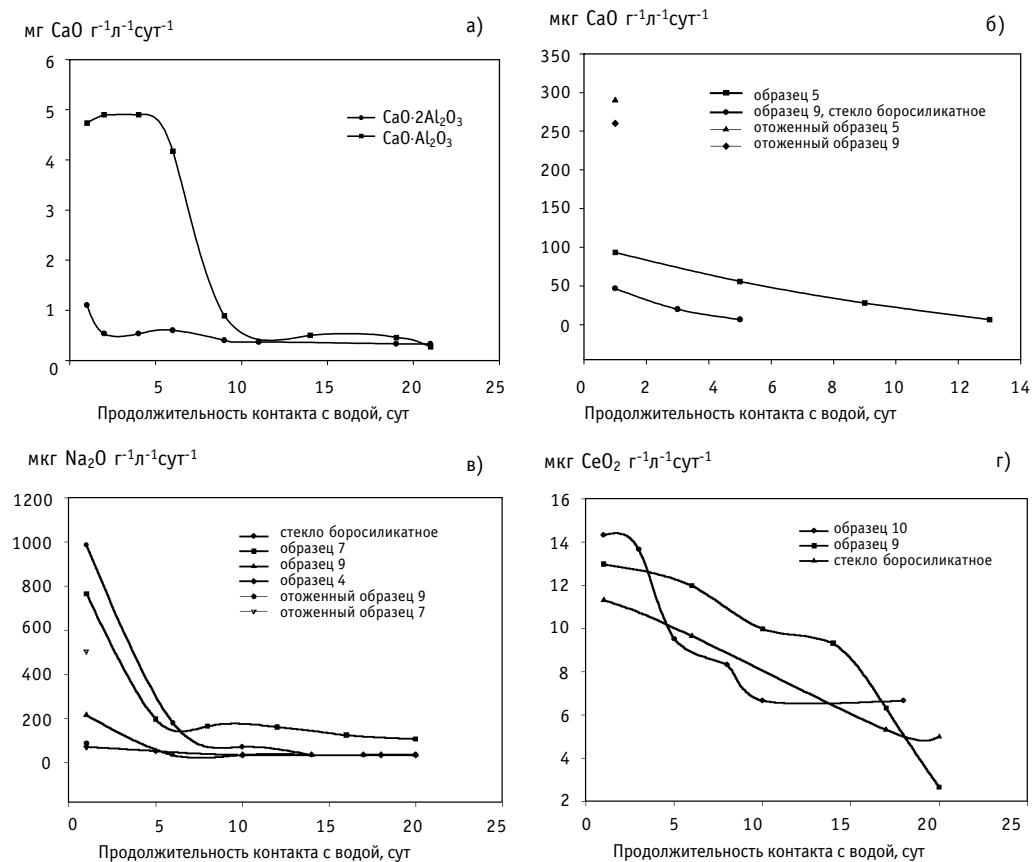 мг CaO г⁻¹л⁻¹сут⁻¹
а)
6
5
4
3
2
1
0
CaO·2Al₂O₃
CaO·Al₂O₃
5
10
15
20
25
Продолжительность контакта с водой, сут
мкг CaO г⁻¹л⁻¹сут⁻¹
б)
350
300
250
200
150
100
50
0
образец 5
образец 9, стекло боросиликатное
отоженный образец 5
отоженный образец 9
0
2
4
6
8
10
12
14
Продолжительность контакта с водой, сут
мкг Na₂O г⁻¹л⁻¹сут⁻¹
в)
1200
1000
800
600
400
200
0
стекло боросиликатное
образец 7
образец 9
образец 4
отоженный образец 9
отоженный образец 7
0
5
10
15
20
25
Продолжительность контакта с водой, сут
мкг CeO₂ г⁻¹л⁻¹сут⁻¹
г)
16
14
12
10
8
6
4
2
образец 10
образец 9
стекло боросиликатное
0
5
10
15
20
25
Продолжительность контакта с водой, сут